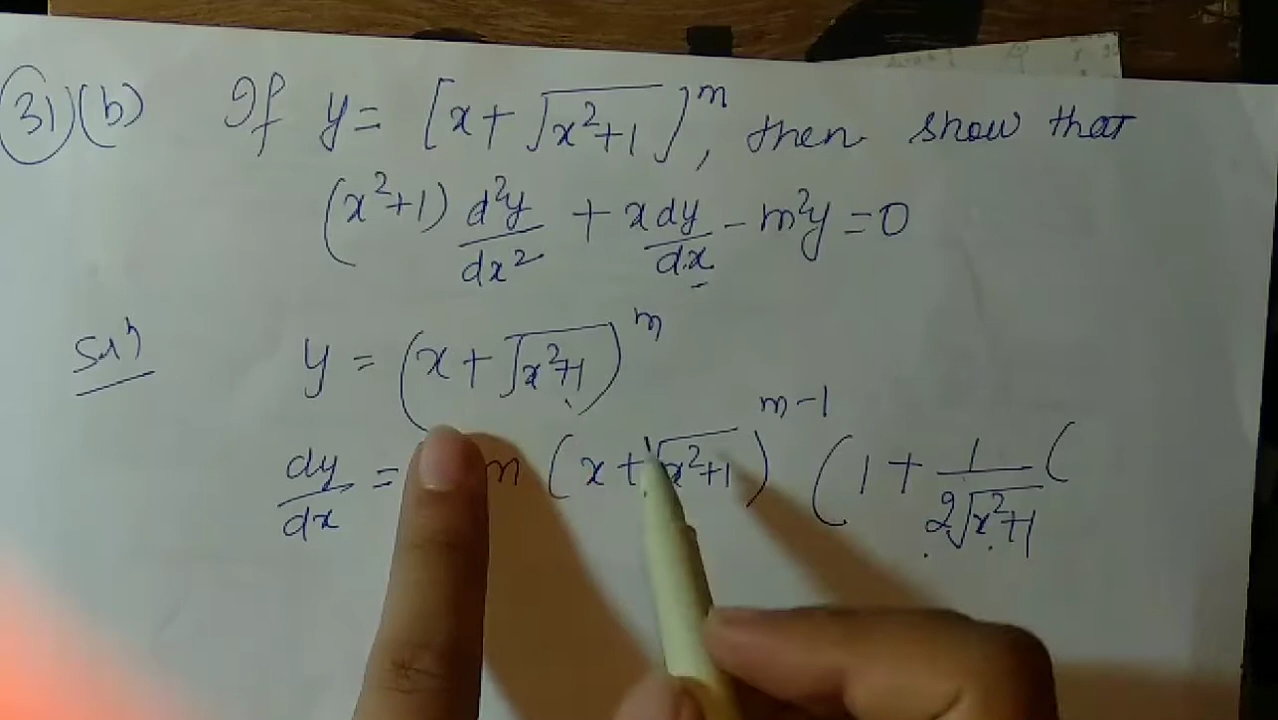 31)(b) If y = [x + √x²+1]ᵐ, then show that
(x²+1) d²y/dx² + x dy/dx - m²y = 0
Solⁿ y = (x + √x²+1)ᵐ
dy/dx = m (x + √x²+1)ᵐ⁻¹ (1 + 1/2√x²+1 (